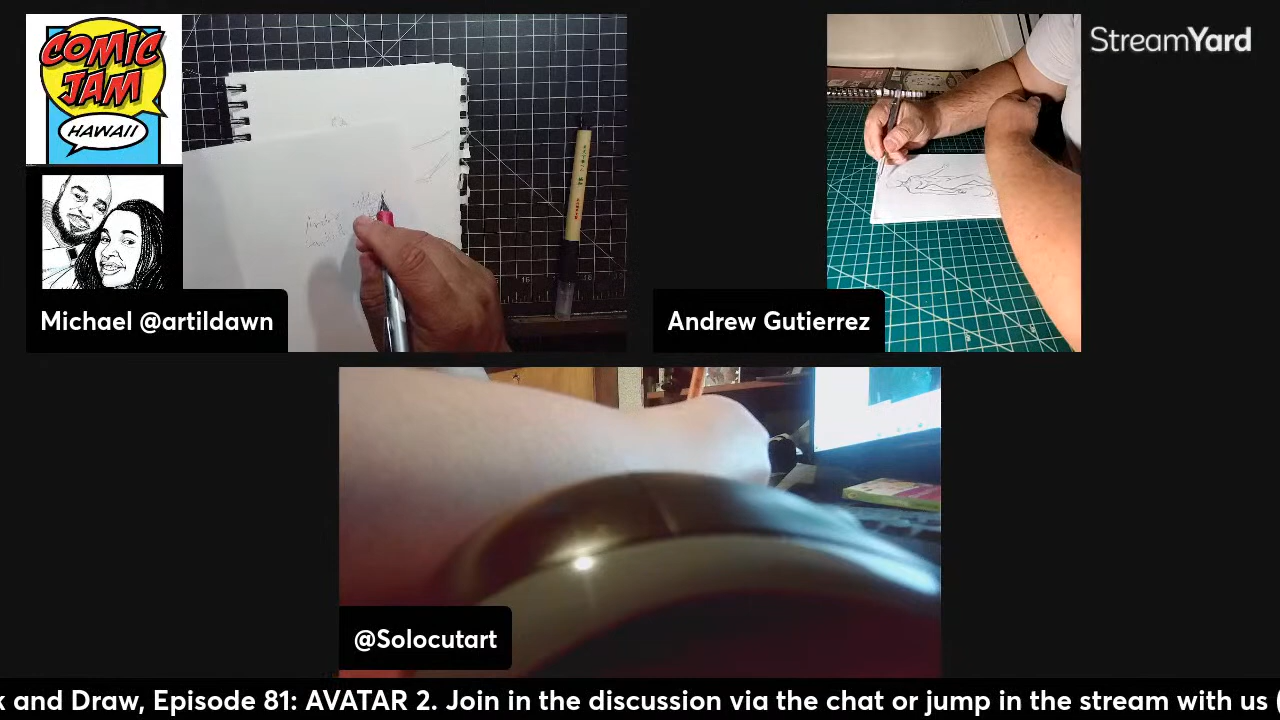 COMIC
JAM
HAWAII
StreamYard
Michael @artildawn
Andrew Gutierrez
@Solocutart
and Draw, Episode 81: AVATAR 2. Join in the discussion via the chat or jump in the stream with us (